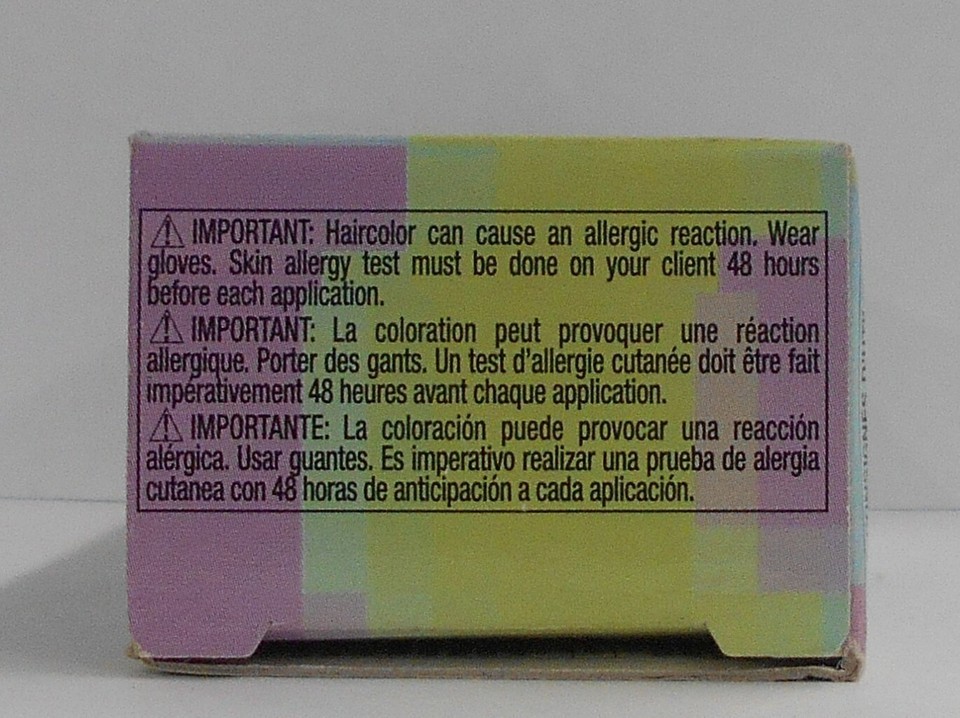 ⚠ IMPORTANT: Haircolor can cause an allergic reaction. Wear
gloves. Skin allergy test must be done on your client 48 hours
before each application.
⚠ IMPORTANT: La coloration peut provoquer une réaction
allergique. Porter des gants. Un test d'allergie cutanée doit être fait
impérativement 48 heures avant chaque application.
⚠ IMPORTANTE: La coloración puede provocar una reacción
alérgica. Usar guantes. Es imperativo realizar una prueba de alergia
cutanea con 48 horas de anticipación a cada aplicación.